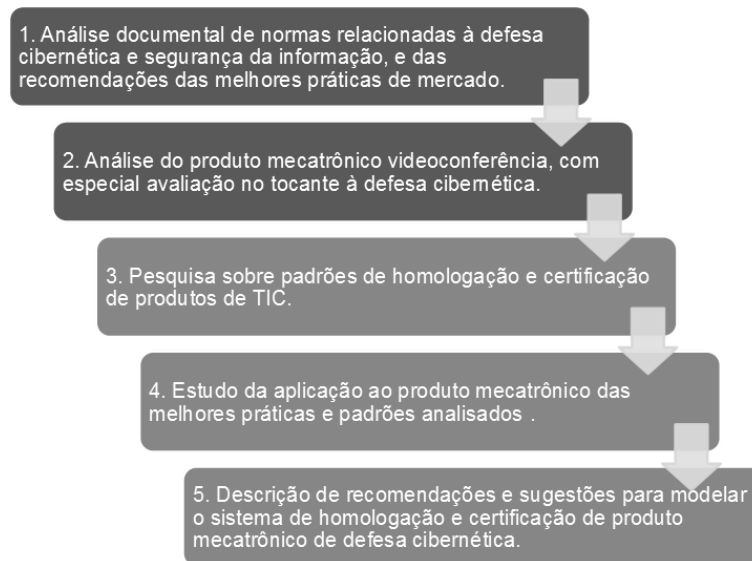 1. Análise documental de normas relacionadas à defesa
cibernética e segurança da informação, e das
recomendações das melhores práticas de mercado.
2. Análise do produto mecatrônico videoconferência, com
especial avaliação no tocante à defesa cibernética.
3. Pesquisa sobre padrões de homologação e certificação
de produtos de TIC.
4. Estudo da aplicação ao produto mecatrônico das
melhores práticas e padrões analisados .
5. Descrição de recomendações e sugestões para modelar
o sistema de homologação e certificação de produto
mecatrônico de defesa cibernética.